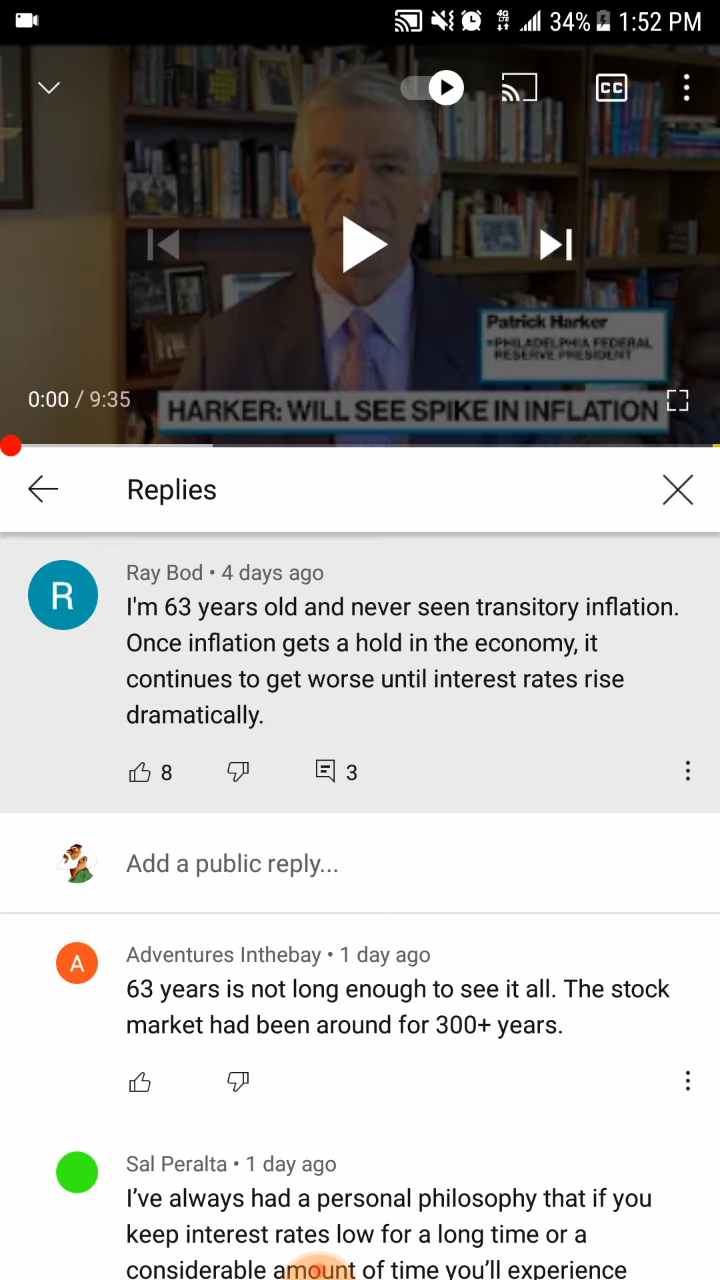 4G LTE 34% 1:52 PM
CC
Patrick Harker
PHILADELPHIA FEDERAL
RESERVE PRESIDENT
0:00 / 9:35
HARKER: WILL SEE SPIKE IN INFLATION
Replies
R
Ray Bod • 4 days ago
I'm 63 years old and never seen transitory inflation.
Once inflation gets a hold in the economy, it
continues to get worse until interest rates rise
dramatically.
8 3
Add a public reply...
A
Adventures Inthebay • 1 day ago
63 years is not long enough to see it all. The stock
market had been around for 300+ years.
Sal Peralta • 1 day ago
I've always had a personal philosophy that if you
keep interest rates low for a long time or a
considerable amount of time you'll experience